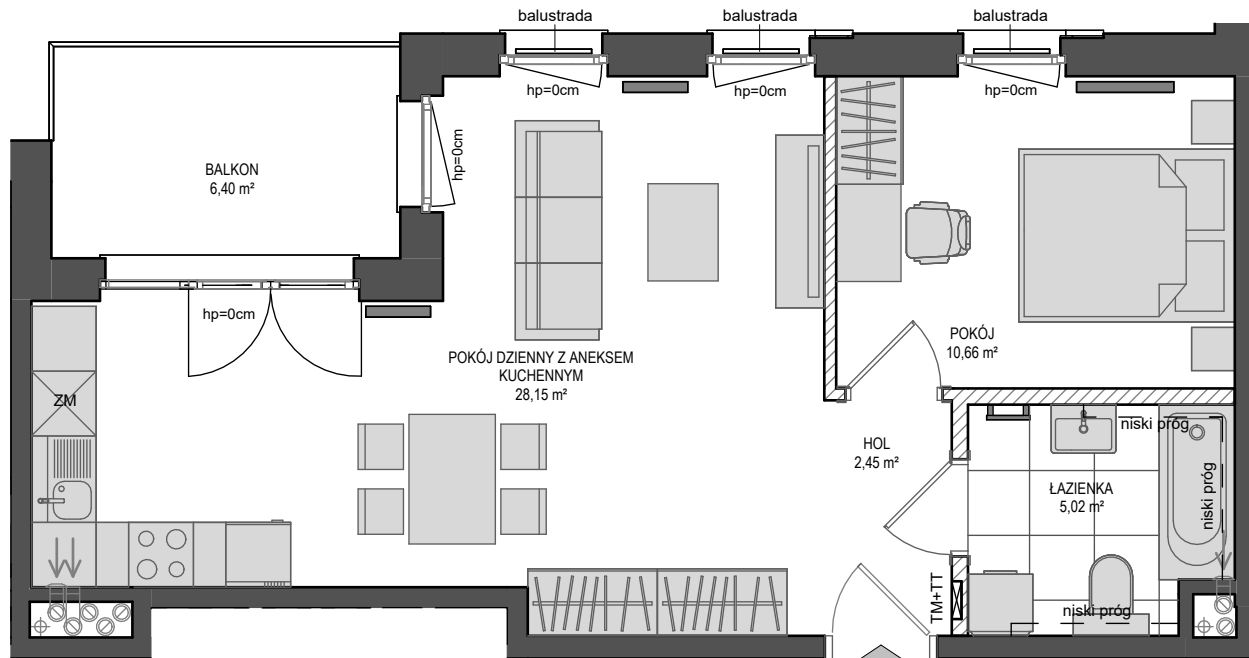 balustrada
balustrada
balustrada
hp=0cm
hp=0cm
hp=0cm
hp=0cm
BALKON
6,40 m²
hp=0cm
POKÓJ
10,66 m²
POKÓJ DZIENNY Z ANEKSEM
KUCHENNYM
28,15 m²
ZM
niski próg
HOL
2,45 m²
ŁAZIENKA
5,02 m²
niski próg
TM+TT
niski próg